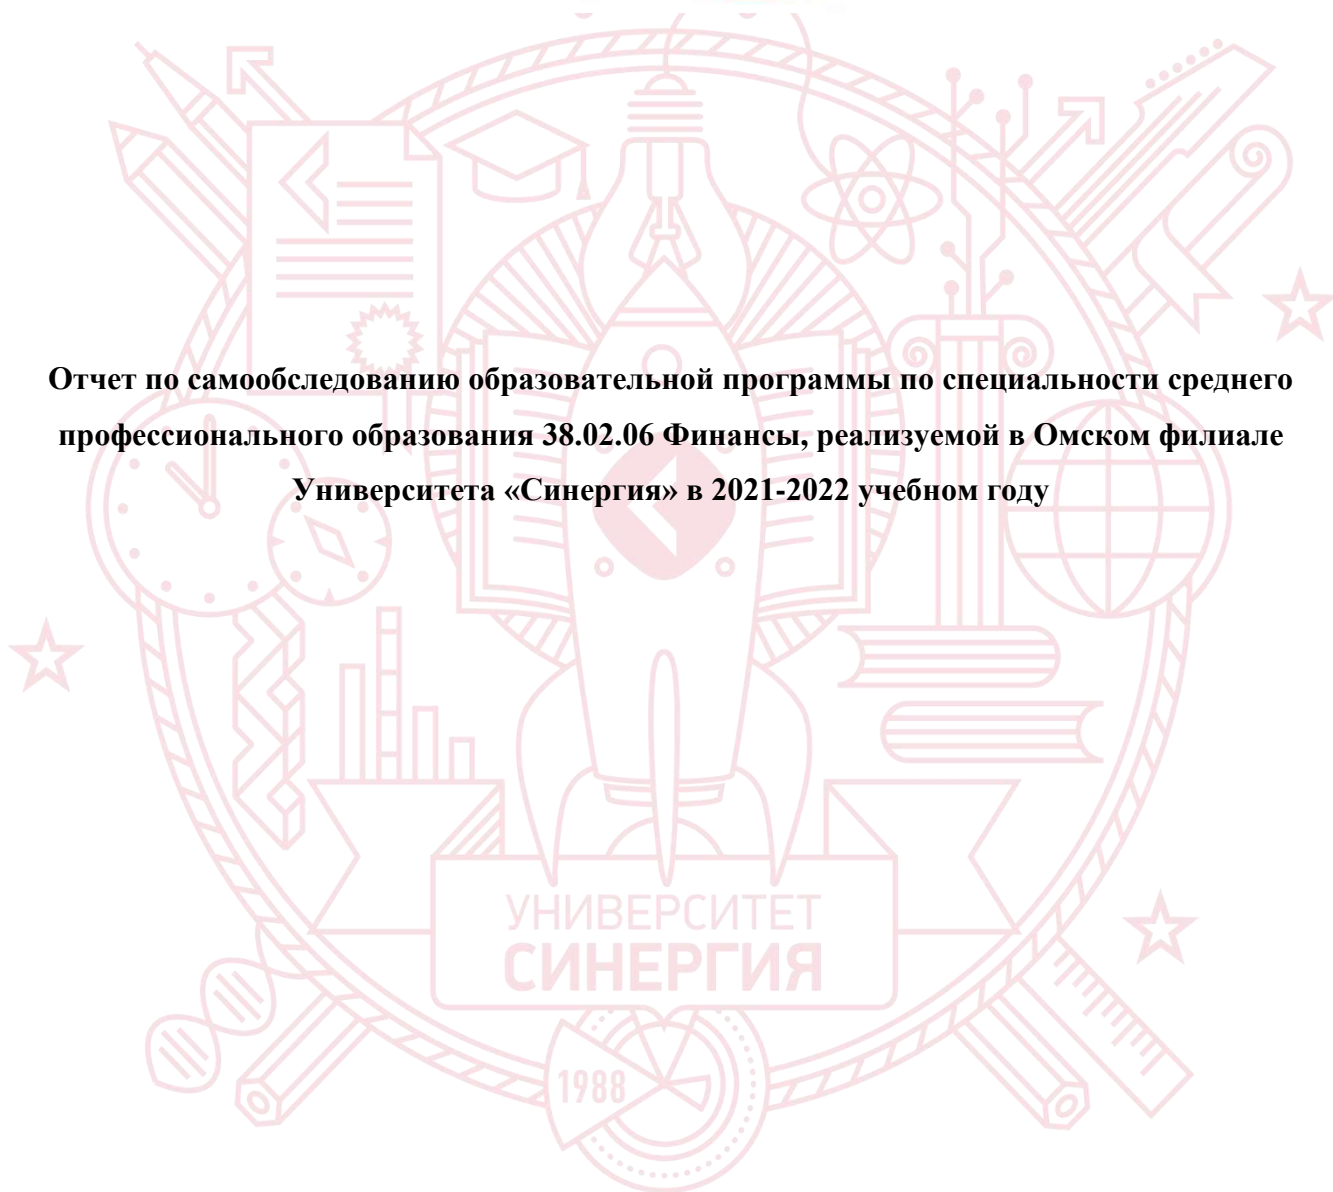 Отчет по самообследованию образовательной программы по специальности среднего
профессионального образования 38.02.06 Финансы, реализуемой в Омском филиале
Университета «Синергия» в 2021-2022 учебном году
УНИВЕРСИТЕТ
СИНЕРГИЯ
1988